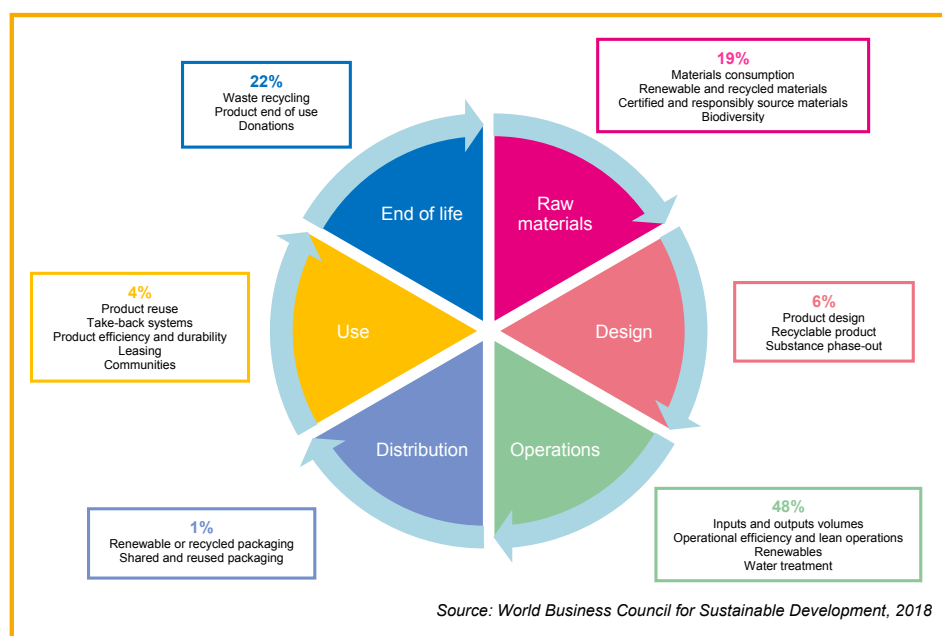 22%
Waste recycling
Product end of use
Donations
19%
Materials consumption
Renewable and recycled materials
Certified and responsibly source materials
Biodiversity
End of life
Raw
materials
4%
Product reuse
Take-back systems
Product efficiency and durability
Leasing
Communities
Use
Design
6%
Product design
Recyclable product
Substance phase-out
Distribution
Operations
1%
Renewable or recycled packaging
Shared and reused packaging
48%
Inputs and outputs volumes
Operational efficiency and lean operations
Renewables
Water treatment
Source: World Business Council for Sustainable Development, 2018